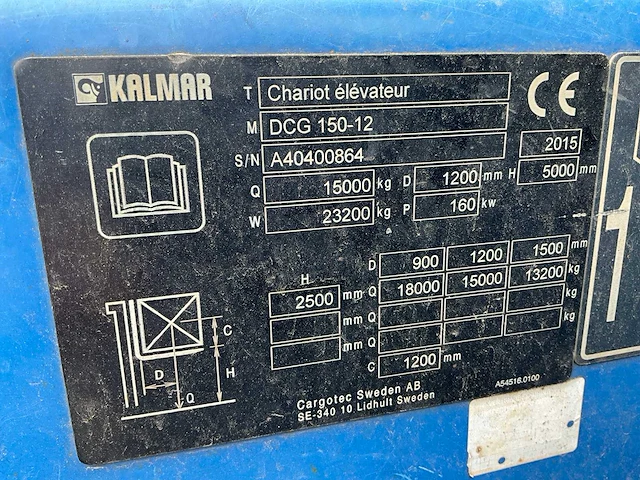 KALMAR
T Chariot élévateur
M DCG 150-12
S/N A40400864 2015
Q 15000 kg D 1200 mm H 5000 mm
W 23200 kg P 160 kw
D 900 1200 1500 mm
H
2500 mm Q 18000 15000 13200 kg
mm Q kg
mm Q kg
C 1200 mm
C
D H
Q
Cargotec Sweden AB
SE-340 10 Lidhult Sweden
A54516.0100
CE
1